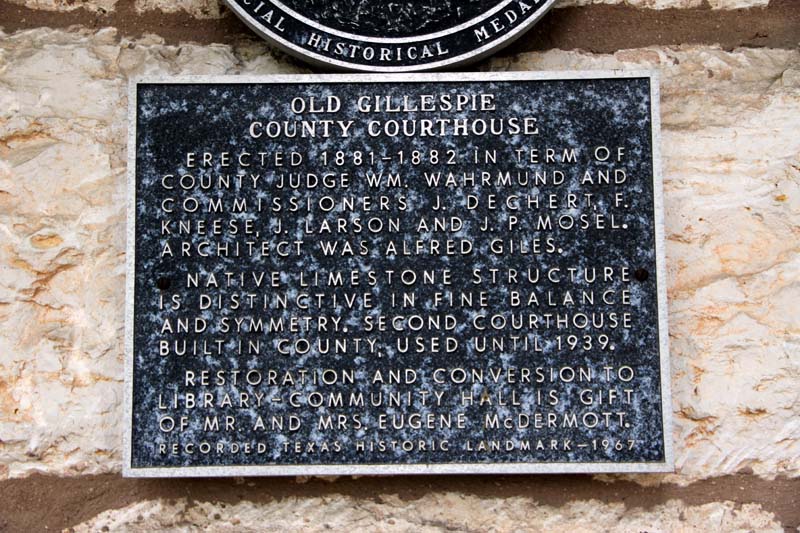 CIAL HISTORICAL MEDAL
OLD GILLESPIE
COUNTY COURTHOUSE
ERECTED 1881-1882 IN TERM OF
COUNTY JUDGE WM. WAHRMUND AND
COMMISSIONERS J. DECHERT, F.
KNEESE, J. LARSON AND J. P. MOSEL.
ARCHITECT WAS ALFRED GILES.
NATIVE LIMESTONE STRUCTURE
IS DISTINCTIVE IN FINE BALANCE
AND SYMMETRY. SECOND COURTHOUSE
BUILT IN COUNTY, USED UNTIL 1939.
RESTORATION AND CONVERSION TO
LIBRARY-COMMUNITY HALL IS GIFT
OF MR. AND MRS. EUGENE McDERMOTT.
RECORDED TEXAS HISTORIC LANDMARK-1967